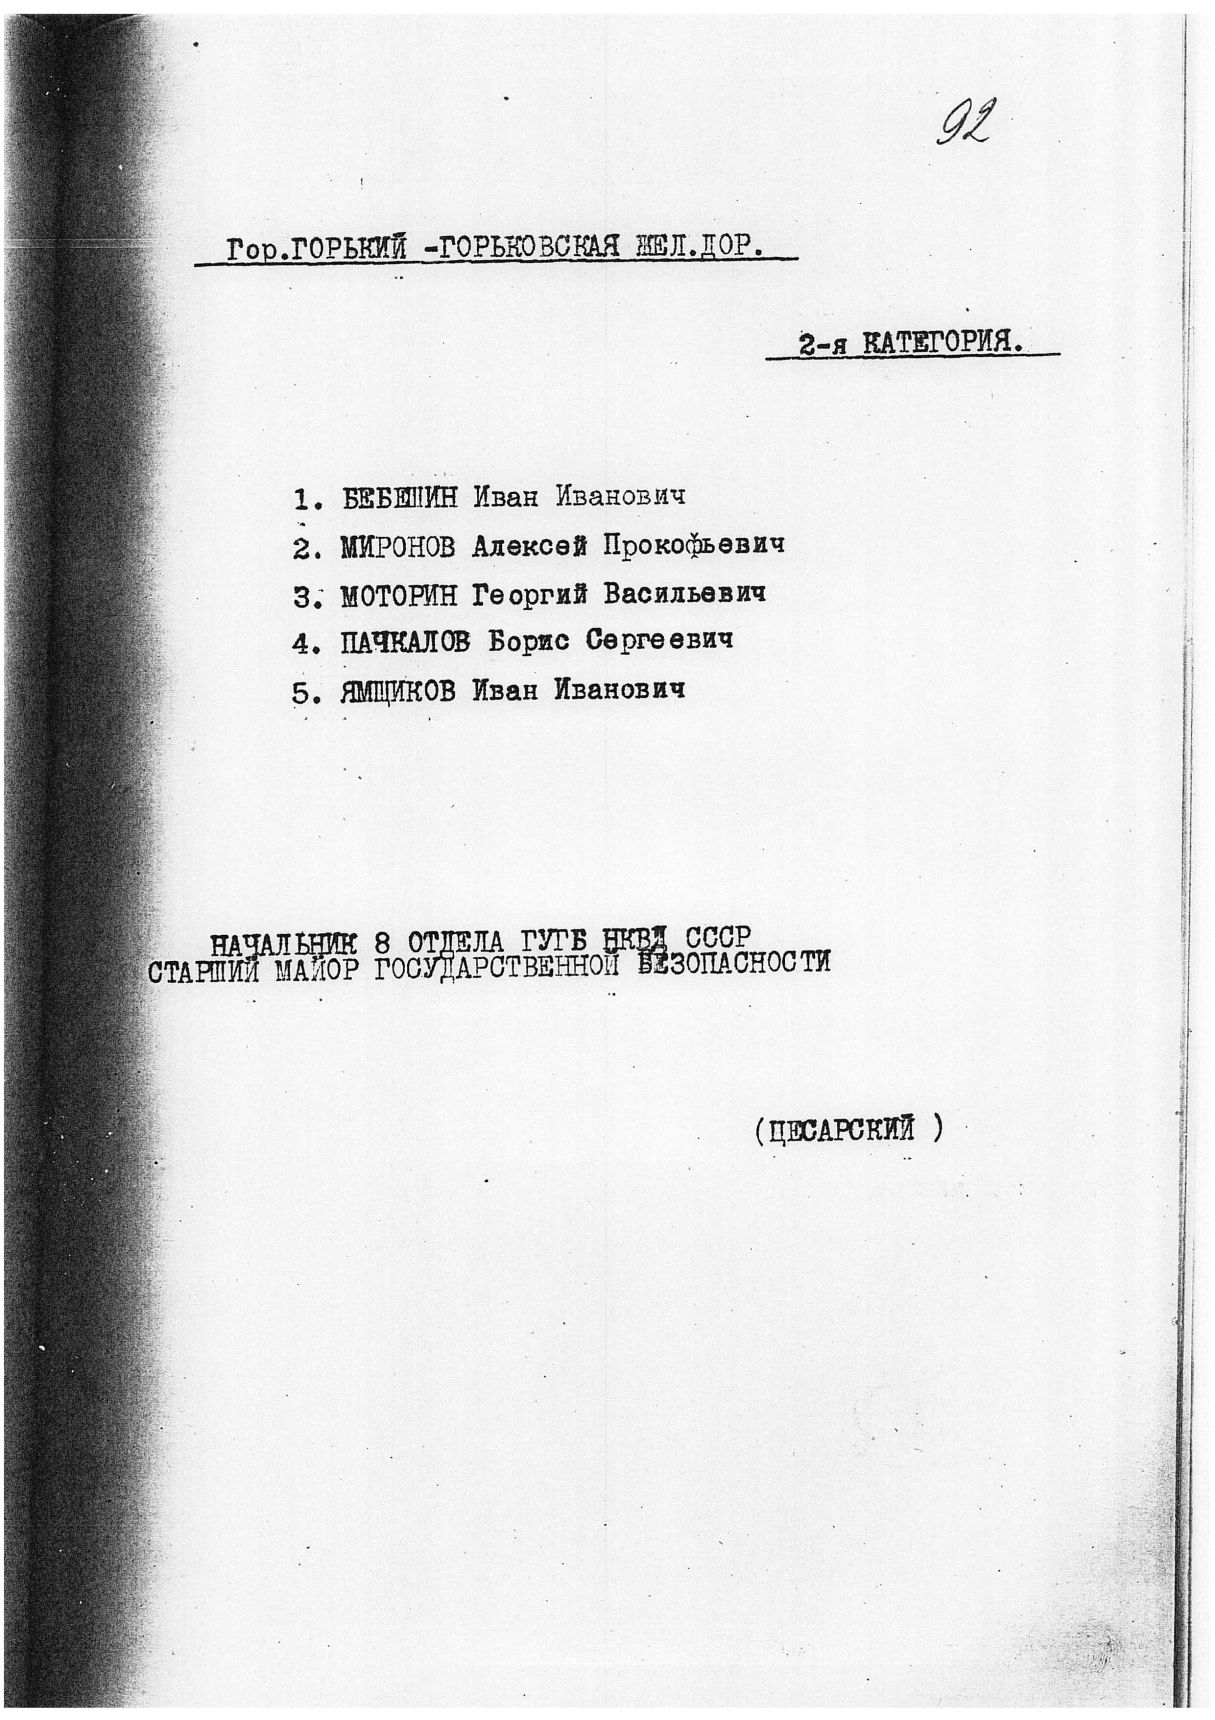 92
Гор.ГОРЬКИЙ -ГОРЬКОВСКАЯ ЖЕЛ.ДОР.
2-я КАТЕГОРИЯ.
1. БЕБЕШИН Иван Иванович
2. МИРОНОВ Алексей Прокофьевич
3. МОТОРИН Георгий Васильевич
4. ПАЧКАЛОВ Борис Сергеевич
5. ЯМЩИКОВ Иван Иванович
НАЧАЛЬНИК 8 ОТДЕЛА ГУГБ НКВД СССР
СТАРШИЙ МАЙОР ГОСУДАРСТВЕННОЙ БЕЗОПАСНОСТИ
(ЦЕСАРСКИЙ )